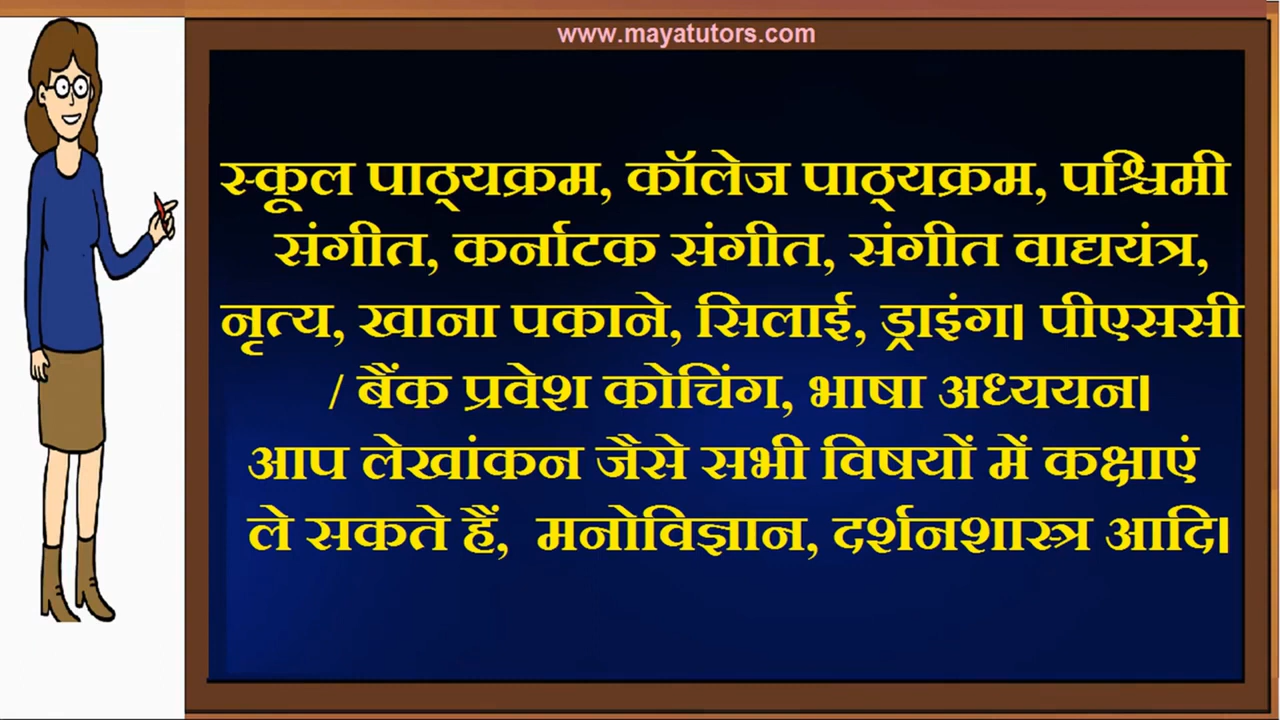 www.mayatutors.com
स्कूल पाठ्यक्रम, कॉलेज पाठ्यक्रम, पश्चिमी
संगीत, कर्नाटक संगीत, संगीत वाद्ययंत्र,
नृत्य, खाना पकाने, सिलाई, ड्राइंग। पीएससी
/ बैंक प्रवेश कोचिंग, भाषा अध्ययन।
आप लेखांकन जैसे सभी विषयों में कक्षाएं
ले सकते हैं, मनोविज्ञान, दर्शनशास्त्र आदि।